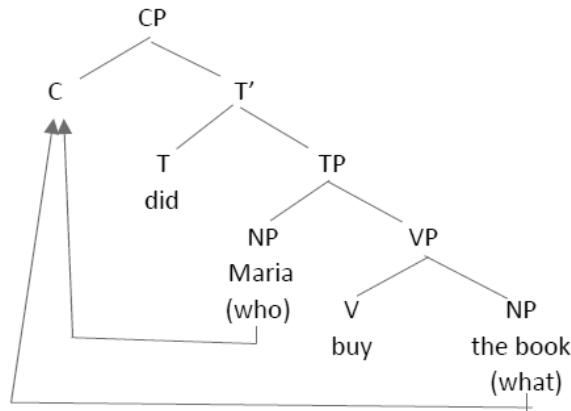 CP
C T’
T TP
did
NP VP
Maria
(who) V NP
buy the book
(what)